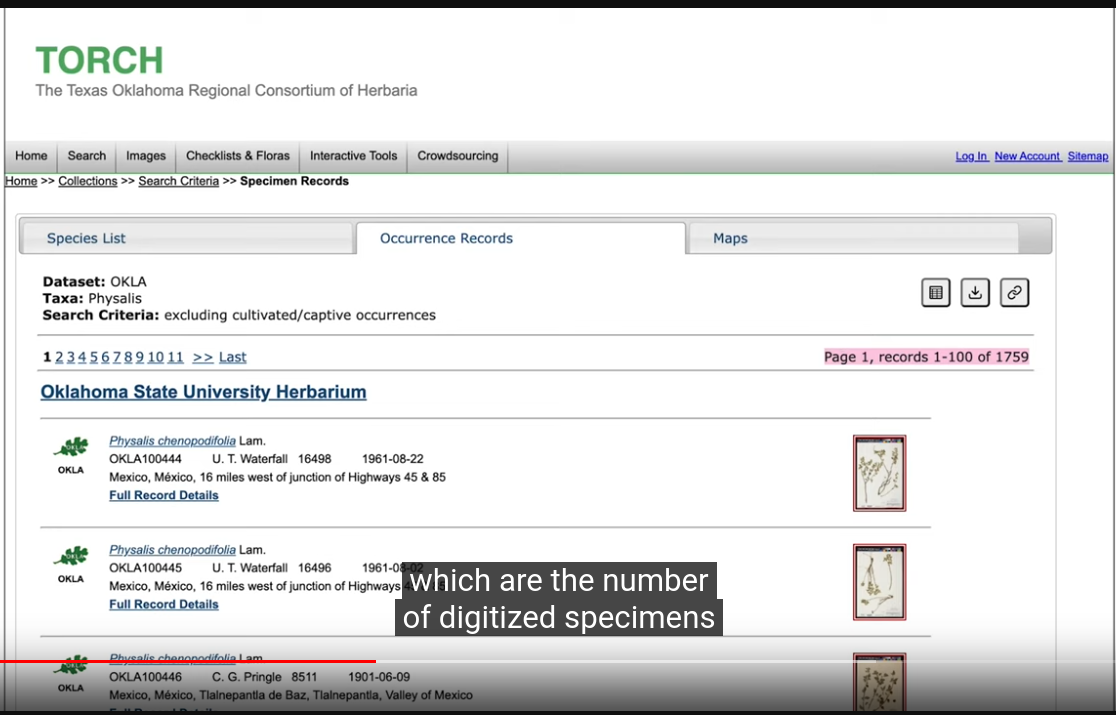 TORCH
The Texas Oklahoma Regional Consortium of Herbaria
Home Search Images Checklists & Floras Interactive Tools Crowdsourcing Log In New Account Sitemap
Home >> Collections >> Search Criteria >> Specimen Records
Species List Occurrence Records Maps
Dataset: OKLA
Taxa: Physalis
Search Criteria: excluding cultivated/captive occurrences
1 2 3 4 5 6 7 8 9 10 11 >> Last Page 1, records 1-100 of 1759
Oklahoma State University Herbarium
Physalis chenopodifolia Lam.
OKLA
OKLA100444 U. T. Waterfall 16498 1961-08-22
Mexico, México, 16 miles west of junction of Highways 45 & 85
Full Record Details
Physalis chenopodifolia Lam.
OKLA
OKLA100445 U. T. Waterfall 16496 1961-08-02
Mexico, México, 16 miles west of junction of Highways
Full Record Details
which are the number
of digitized specimens
Physalis chenopodifolia Lam.
OKLA
OKLA100446 C. G. Pringle 8511 1901-06-09
Mexico, México, Tlalnepantla de Baz, Tlalnepantla, Valley of Mexico